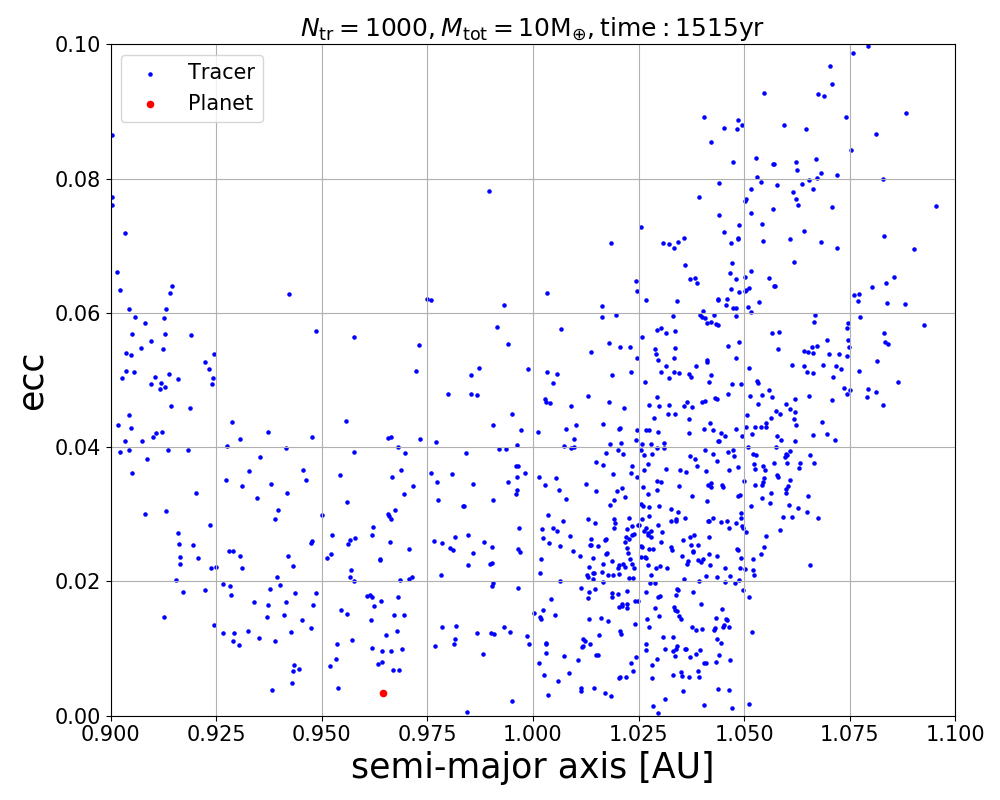 N_tr = 1000, M_tot = 10M_⊕, time : 1515yr
0.10
Tracer
Planet
0.08
0.06
ecc
0.04
0.02
0.00
0.900 0.925 0.950 0.975 1.000 1.025 1.050 1.075 1.100
semi-major axis [AU]